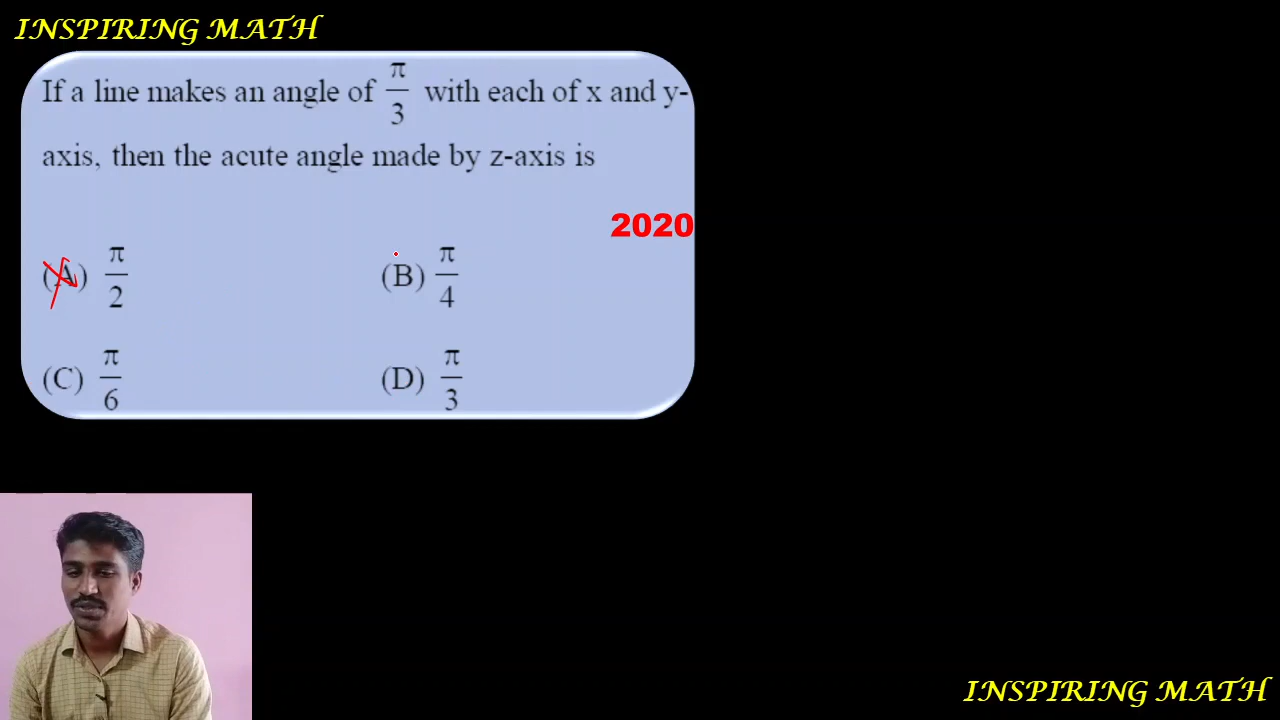 INSPIRING MATH
If a line makes an angle of π/3 with each of x and y-
axis, then the acute angle made by z-axis is
2020
(A) π/2 (B) π/4
(C) π/6 (D) π/3
INSPIRING MATH